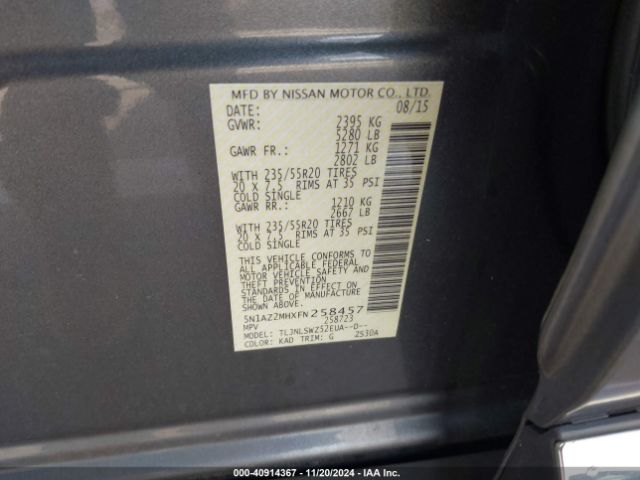 MFD BY NISSAN MOTOR CO., LTD.
DATE: 08/15
GVWR: 2395 KG
5280 LB
GAWR FR.: 1271 KG
2802 LB
WITH 235/55R20 TIRES
20 X 7.5 RIMS AT 35 PSI
COLD SINGLE
GAWR RR.: 1210 KG
2667 LB
WITH 235/55R20 TIRES
20 X 7.5 RIMS AT 35 PSI
COLD SINGLE
THIS VEHICLE CONFORMS TO
ALL APPLICABLE FEDERAL
MOTOR VEHICLE SAFETY AND
THEFT PREVENTION
STANDARDS IN EFFECT ON
THE DATE OF MANUFACTURE
SHOWN ABOVE.
5N1AZ2MHXFN258457
MPV 258723
MODEL: TLJNLSWZ52EUA--D--
COLOR: KAD TRIM: G 2530A
000-40914367 - 11/20/2024 - IAA Inc.